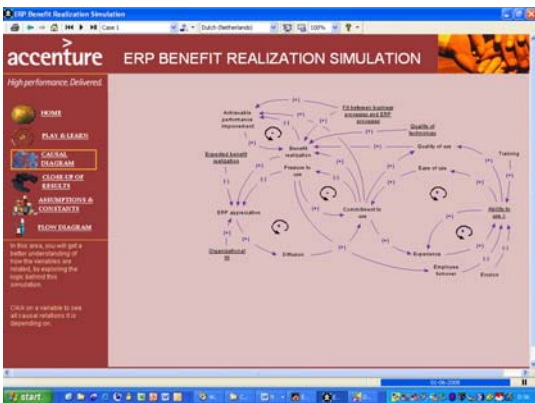 ERP Benefit Realization Simulation
Case 1
Dutch (Netherlands)
100%
accenture
ERP BENEFIT REALIZATION SIMULATION
High performance. Delivered.
HOME
PLAY & LEARN
CAUSAL
DIAGRAM
CLOSE-UP OF
RESULTS
ASSUMPTIONS &
CONSTANTS
FLOW DIAGRAM
In this area, you will get a
better understanding of
how the variables are
related, by exploring the
logic behind this
simulation.
Click on a variable to see
all causal relations it is
depending on.
(+)
Achievable
performance
improvement
(+)
(-)
Fit between business
processes and ERP
processes
(+)
Quality of
technology
(+)
Expected benefit
realization
Benefit
realization
(+)
Quality of use
(+)
Training
Pressure to
use
(+)
Ease of use
(+)
(-)
(+)
(-)
(+)
(-)
(+)
ERP appreciation
Commitment to
use
Ability to
use
(+)
(+)
(+)
(+)
(+)
(+)
(-)
Organizational
fit
Diffusion
Experience
(+)
Employee
turnover
Erosion
start